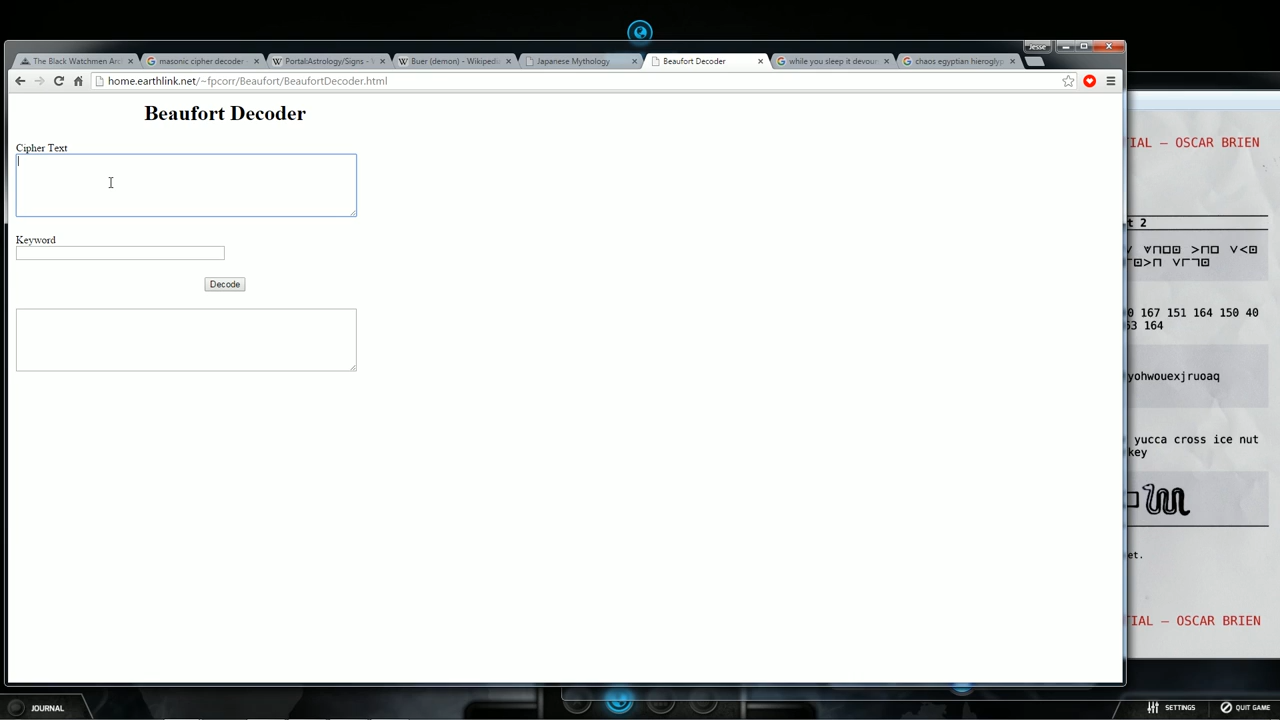 Jesse
The Black Watchmen Arc
masonic cipher decoder
Portal:Astrology/Signs -
Buer (demon) - Wikipedi
Japanese Mythology
Beaufort Decoder
while you sleep it devour
chaos egyptian hieroglyp
home.earthlink.net/~fpcorr/Beaufort/BeaufortDecoder.html
Beaufort Decoder
Cipher Text
Keyword
Decode
TIAL – OSCAR BRIEN
t 2
0 167 151 164 150 40
63 164
yohwouexjruoaq
yucca cross ice nut
key
et.
TIAL – OSCAR BRIEN
JOURNAL
SETTINGS
QUIT GAME